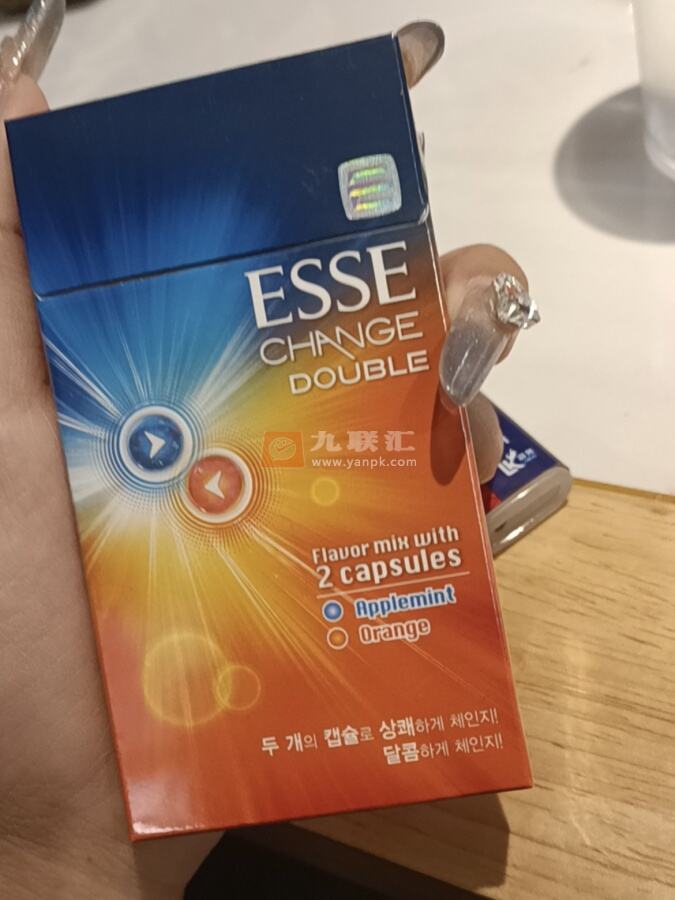 ESSE
CHANGE
DOUBLE
九联汇
www.yanpk.com
Flavor mix with
2 capsules
Applemint
Orange
두 개의 캡슐로 상쾌하게 체인지!
달콤하게 체인지!